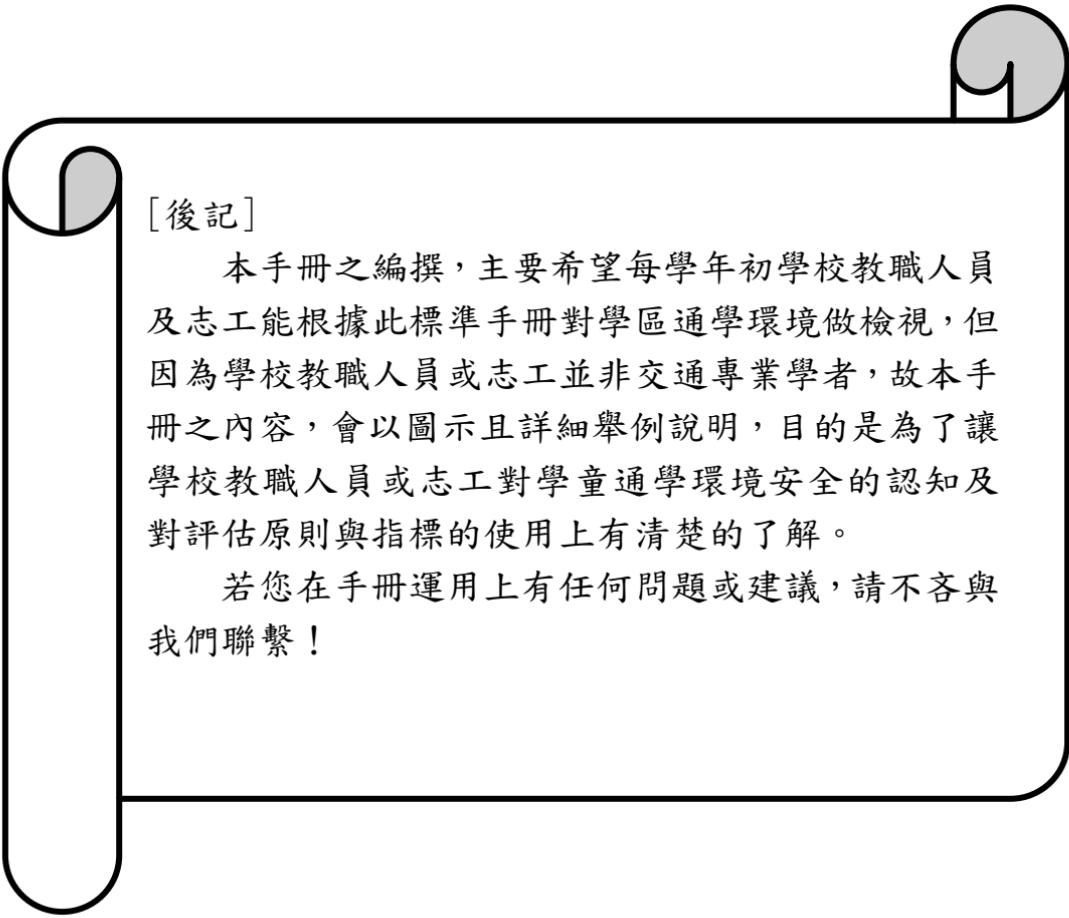 [後記]
本手冊之編撰，主要希望每學年初學校教職人員
及志工能根據此標準手冊對學區通學環境做檢視，但
因為學校教職人員或志工並非交通專業學者，故本手
冊之內容，會以圖示且詳細舉例說明，目的是為了讓
學校教職人員或志工對學童通學環境安全的認知及
對評估原則與指標的使用上有清楚的了解。
若您在手冊運用上有任何問題或建議，請不吝與
我們聯繫！